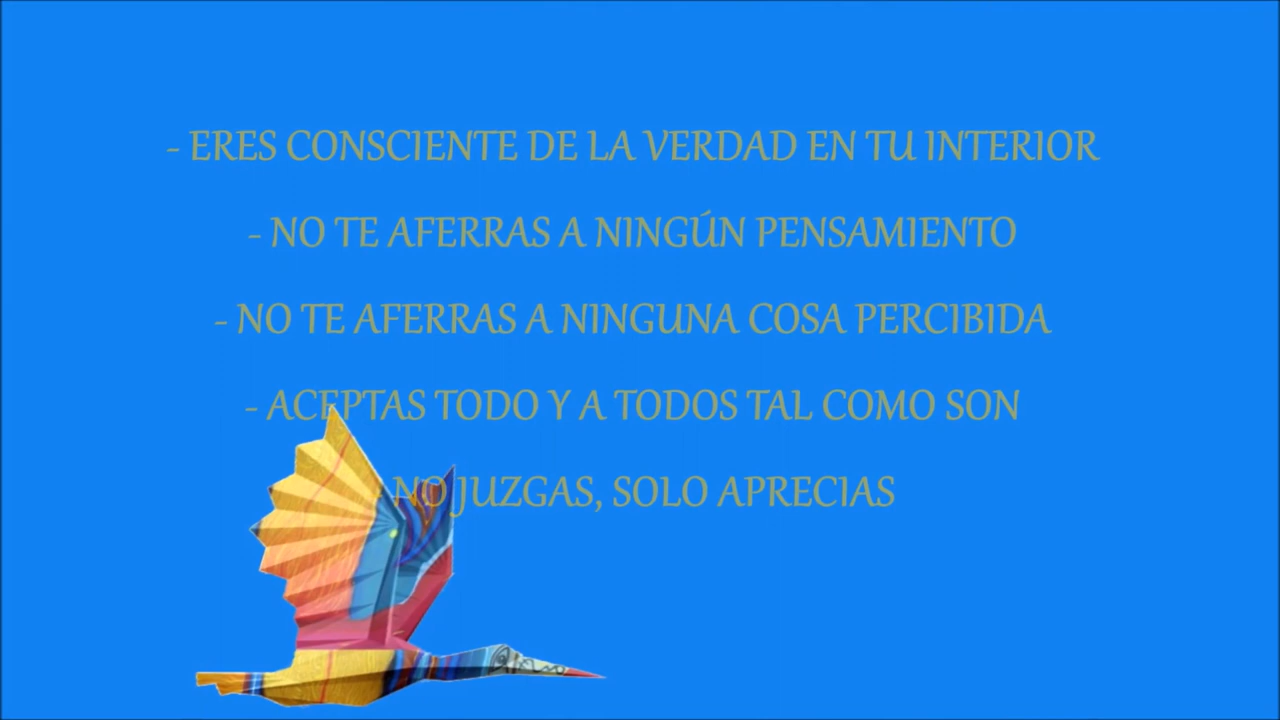 - ERES CONSCIENTE DE LA VERDAD EN TU INTERIOR
- NO TE AFERRAS A NINGÚN PENSAMIENTO
- NO TE AFERRAS A NINGUNA COSA PERCIBIDA
- ACEPTAS TODO Y A TODOS TAL COMO SON
NO JUZGAS, SOLO APRECIAS